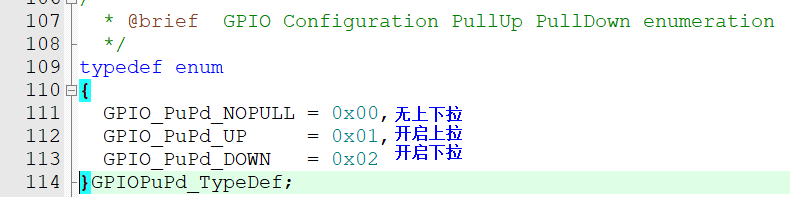 107 * @brief  GPIO Configuration PullUp PullDown enumeration
108 */
109 typedef enum
110 {
111 GPIO_PuPd_NOPULL = 0x00, 无上下拉
112 GPIO_PuPd_UP     = 0x01, 开启上拉
113 GPIO_PuPd_DOWN   = 0x02 开启下拉
114 }GPIOPuPd_TypeDef;